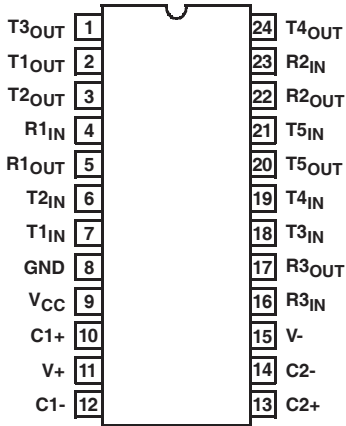 T3OUT 1 24 T4OUT
T1OUT 2 23 R2IN
T2OUT 3 22 R2OUT
R1IN 4 21 T5IN
R1OUT 5 20 T5OUT
T2IN 6 19 T4IN
T1IN 7 18 T3IN
GND 8 17 R3OUT
VCC 9 16 R3IN
C1+ 10 15 V-
V+ 11 14 C2-
C1- 12 13 C2+